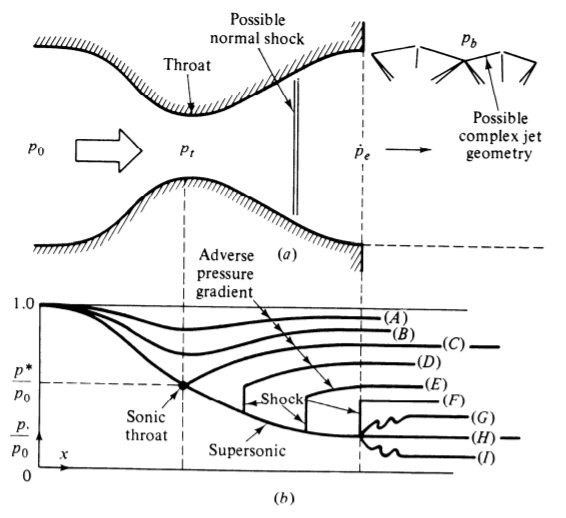 Possible
normal shock
p_b
Throat
Possible
complex jet
geometry
p_0
p_t
p_e
(a)
Adverse
pressure
gradient
1.0
(A)
(B)
(C)
(D)
p*
p_0
(E)
Shock
(F)
Sonic
throat
(G)
p
p_0
Supersonic
(H)
x
(I)
0
(b)